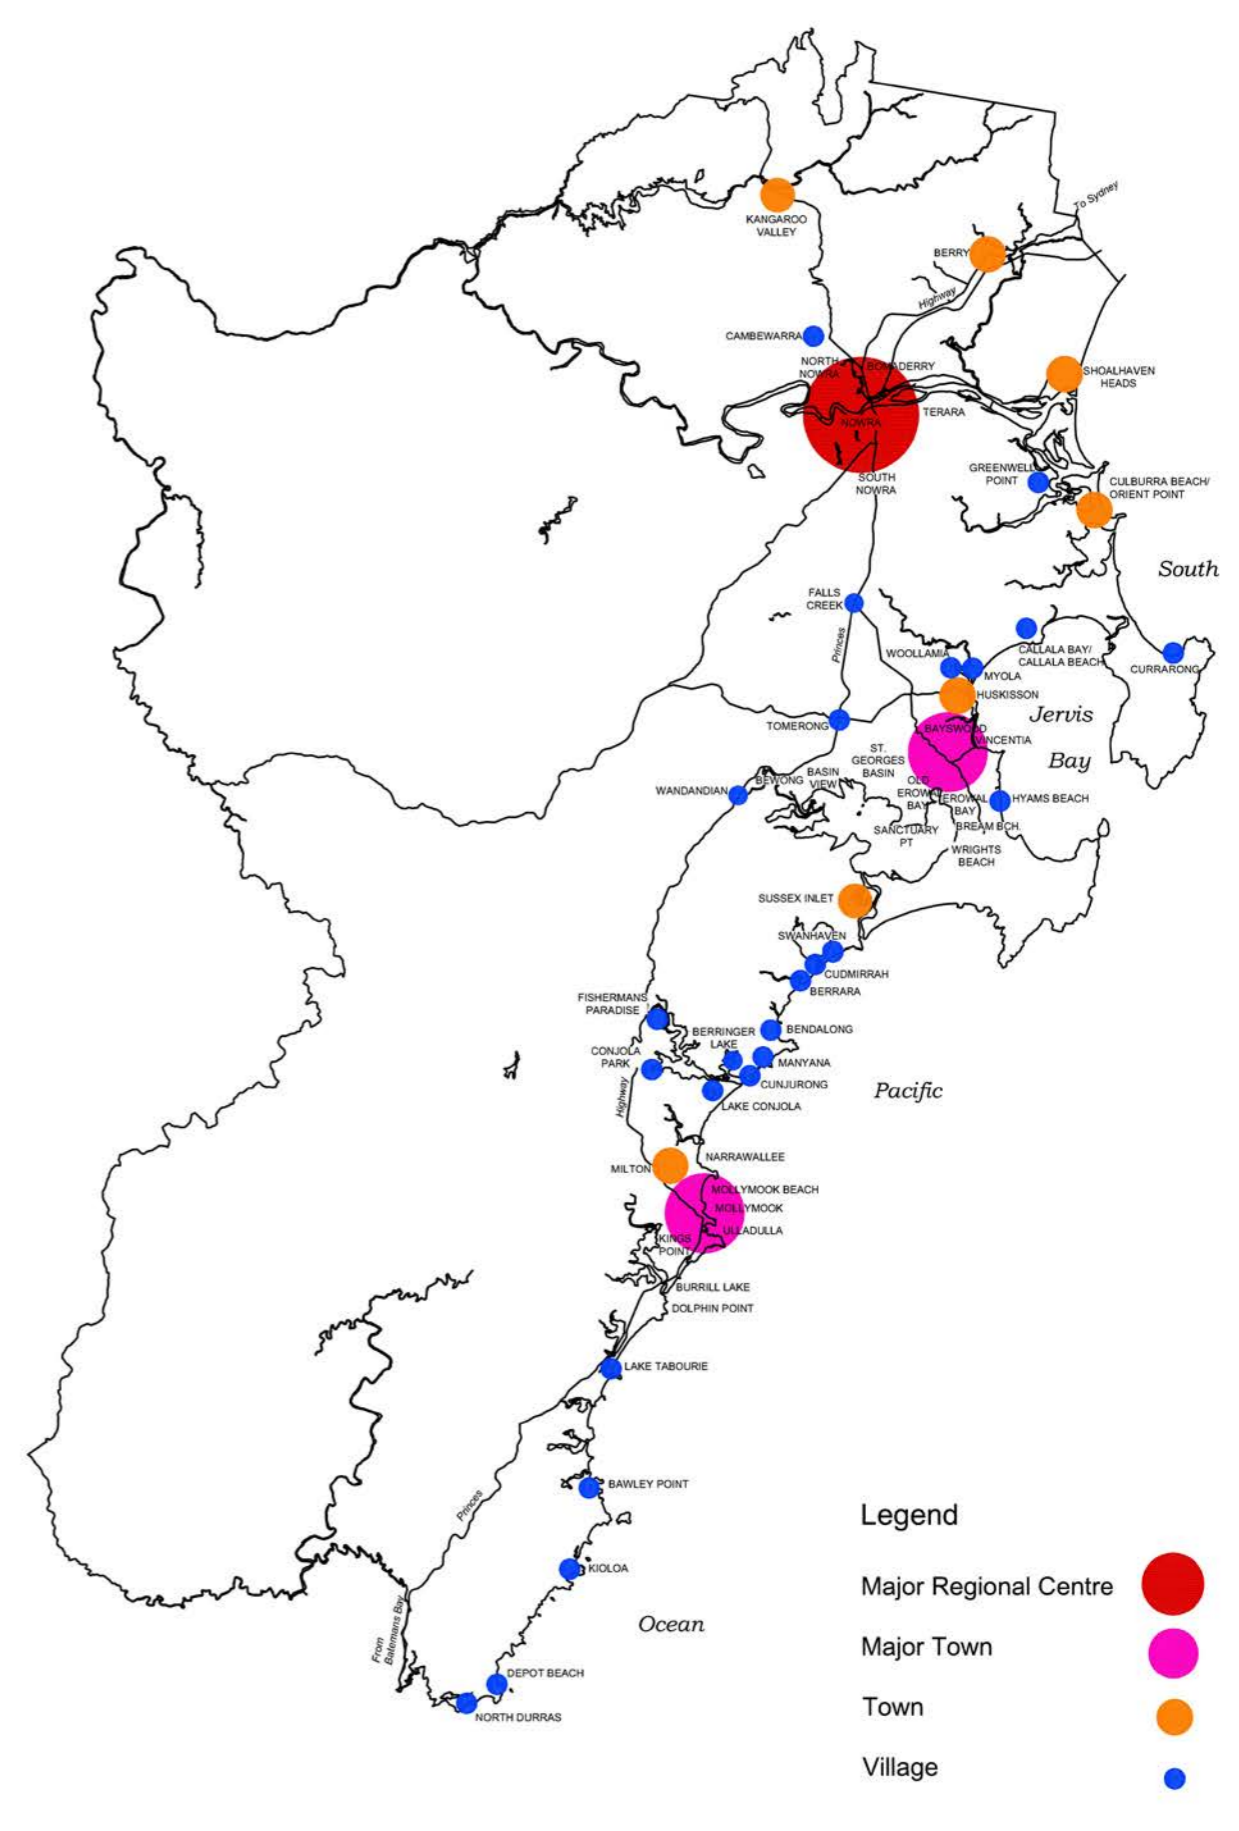 To Sydney
KANGAROO
VALLEY
BERRY
Highway
CAMBEWARRA
NORTH
NOWRA
BOMADERRY
SHOALHAVEN
HEADS
TERARA
NOWRA
GREENWELL
POINT
SOUTH
NOWRA
CULBURRA BEACH/
ORIENT POINT
South
FALLS
CREEK
Princes
WOOLLAMIA
CALLALA BAY/
CALLALA BEACH
CURRARONG
MYOLA
HUSKISSON
Jervis
Bay
TOMERONG
BAYSWOOD
VINCENTIA
ST.
GEORGES
BASIN
BASIN
VIEW
BEWONG
WANDANDIAN
OLD
EROWAL
BAY
EROWAL
BAY
HYAMS BEACH
SANCTUARY
PT
BREAM BCH.
WRIGHTS
BEACH
SUSSEX INLET
SWANHAVEN
CUDMIRRAH
BERRARA
FISHERMANS
PARADISE
BERRINGER
LAKE
BENDALONG
CONJOLA
PARK
MANYANA
CUNJURONG
LAKE CONJOLA
Highway
Pacific
NARRAWALLEE
MILTON
MOLLYMOOK BEACH
MOLLYMOOK
ULLADULLA
KINGS
POINT
BURRILL LAKE
DOLPHIN POINT
LAKE TABOURIE
BAWLEY POINT
Princes
KIOLOA
Ocean
From
Batemans Bay
DEPOT BEACH
NORTH DURRAS
Legend
Major Regional Centre
Major Town
Town
Village